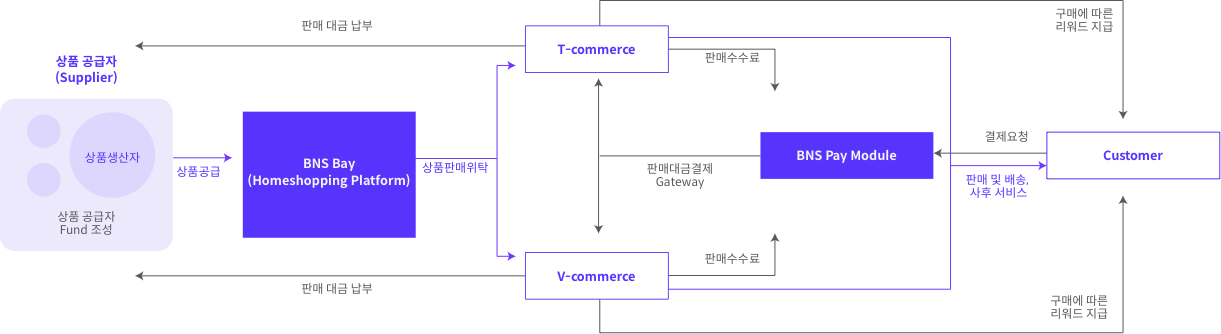 판매 대금 납부
구매에 따른
리워드 지급
T-commerce
판매수수료
상품 공급자
(Supplier)
상품생산자
상품공급
상품 공급자
Fund 조성
BNS Bay
(Homeshopping Platform)
상품판매위탁
판매대금결제
Gateway
BNS Pay Module
결제요청
판매 및 배송,
사후 서비스
Customer
판매수수료
V-commerce
판매 대금 납부
구매에 따른
리워드 지급